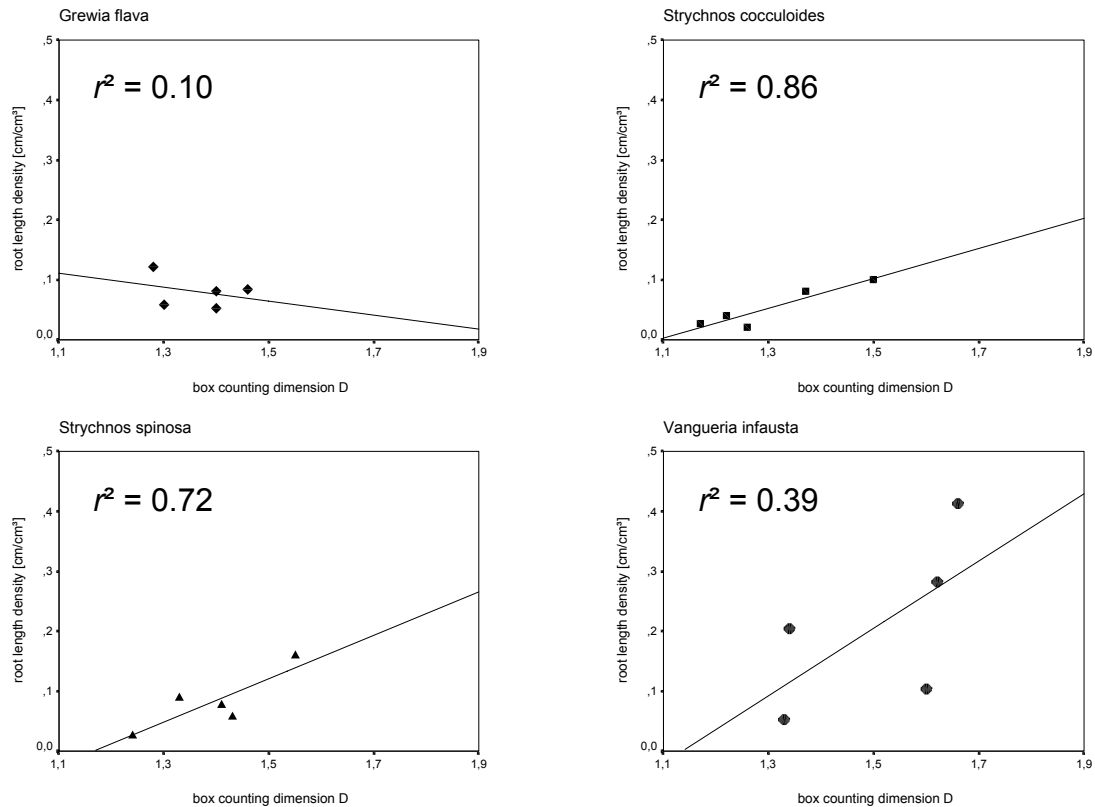 Grewia flava
,5
r² = 0.10
,4
,3
,2
,1
0,0
root length density [cm/cm³]
1,1 1,3 1,5 1,7 1,9
box counting dimension D
Strychnos cocculoides
,5
r² = 0.86
,4
,3
,2
,1
0,0
root length density [cm/cm³]
1,1 1,3 1,5 1,7 1,9
box counting dimension D
Strychnos spinosa
,5
r² = 0.72
,4
,3
,2
,1
0,0
root length density [cm/cm³]
1,1 1,3 1,5 1,7 1,9
box counting dimension D
Vangueria infausta
,5
r² = 0.39
,4
,3
,2
,1
0,0
root length density [cm/cm³]
1,1 1,3 1,5 1,7 1,9
box counting dimension D